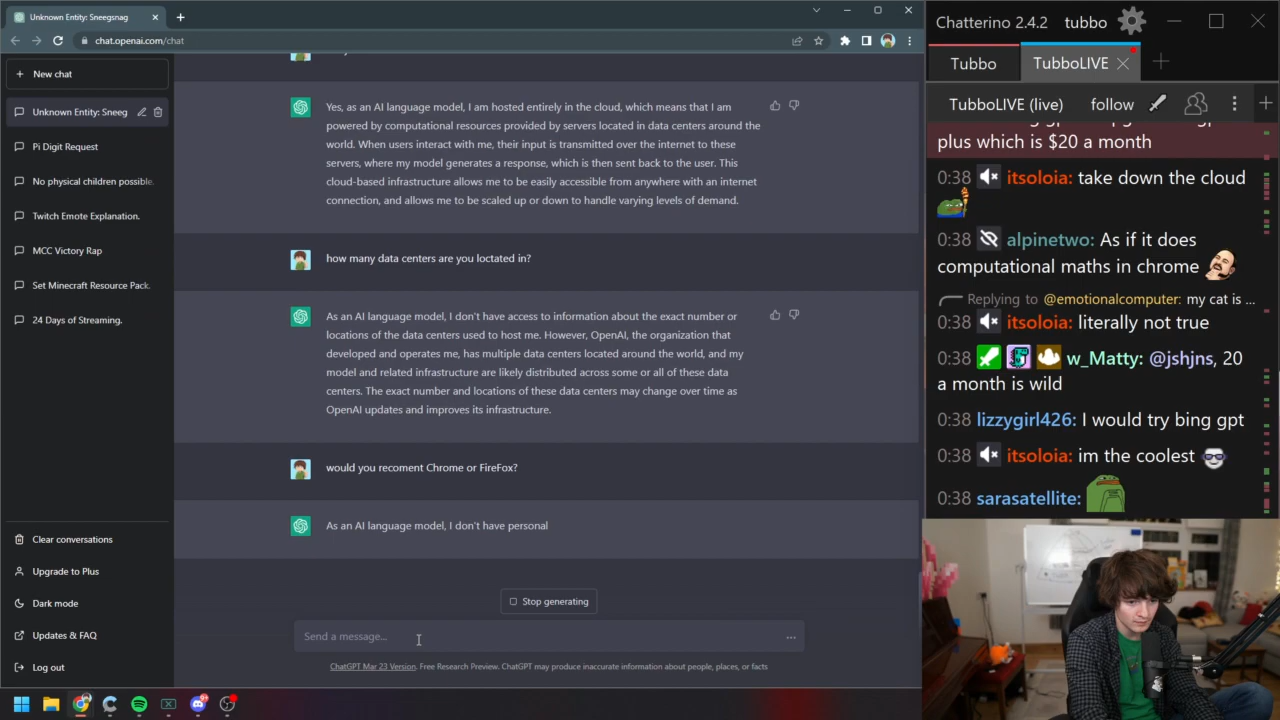 Unknown Entity: Sneegsnag
chat.openai.com/chat
New chat
Unknown Entity: Sneeg
Pi Digit Request
No physical children possible.
Twitch Emote Explanation.
MCC Victory Rap
Set Minecraft Resource Pack.
24 Days of Streaming.
Clear conversations
Upgrade to Plus
Dark mode
Updates & FAQ
Log out
Yes, as an AI language model, I am hosted entirely in the cloud, which means that I am
powered by computational resources provided by servers located in data centers around the
world. When users interact with me, their input is transmitted over the internet to these
servers, where my model generates a response, which is then sent back to the user. This
cloud-based infrastructure allows me to be easily accessible from anywhere with an internet
connection, and allows me to be scaled up or down to handle varying levels of demand.
how many data centers are you loctated in?
As an AI language model, I don't have access to information about the exact number or
locations of the data centers used to host me. However, OpenAI, the organization that
developed and operates me, has multiple data centers located around the world, and my
model and related infrastructure are likely distributed across some or all of these data
centers. The exact number and locations of these data centers may change over time as
OpenAI updates and improves its infrastructure.
would you recoment Chrome or FireFox?
As an AI language model, I don't have personal
Stop generating
Send a message...
ChatGPT Mar 23 Version. Free Research Preview. ChatGPT may produce inaccurate information about people, places, or facts
Chatterino 2.4.2 tubbo
Tubbo TubboLIVE
TubboLIVE (live) follow
plus which is $20 a month
0:38 itsoloia: take down the cloud
0:38 alpinetwo: As if it does
computational maths in chrome
Replying to @emotionalcomputer: my cat is ...
0:38 itsoloia: literally not true
0:38 w_Matty: @jshjns, 20
a month is wild
0:38 lizzygirl426: I would try bing gpt
0:38 itsoloia: im the coolest
0:38 sarasatellite: